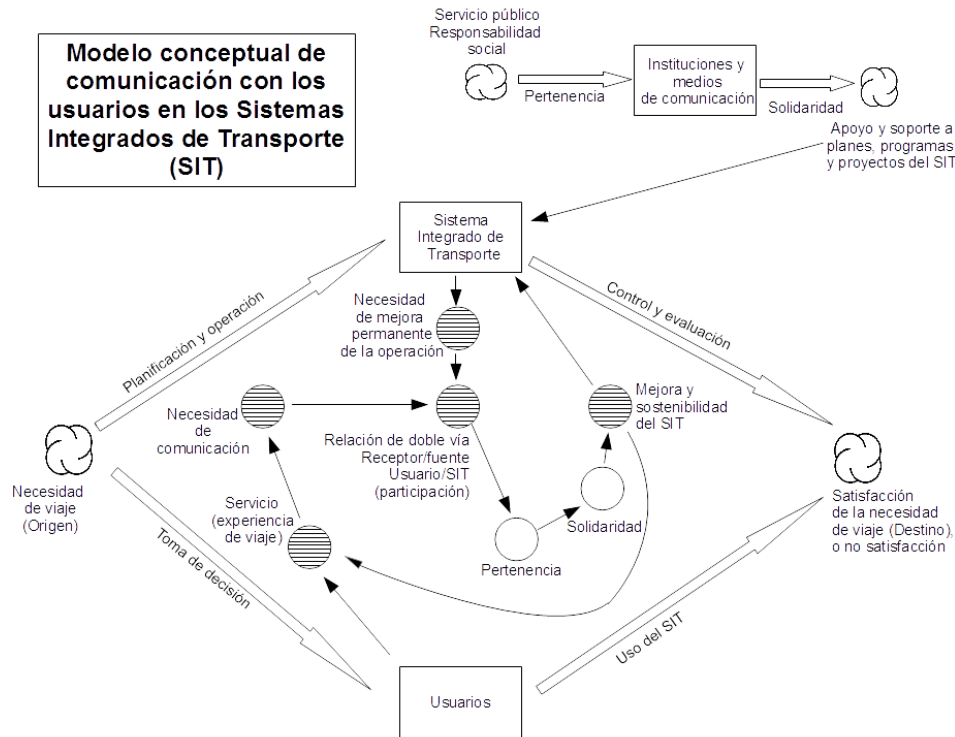 Modelo conceptual de
comunicación con los
usuarios en los Sistemas
Integrados de Transporte
(SIT)
Servicio público
Responsabilidad
social
Pertenencia
Instituciones y
medios
de comunicación
Solidaridad
Apoyo y soporte a
planes, programas
y proyectos del SIT
Sistema
Integrado de
Transporte
Planificación y operación
Control y evaluación
Necesidad
de mejora
permanente
de la operación
Necesidad
de
comunicación
Relación de doble vía
Receptor/fuente
Usuario/SIT
(participación)
Mejora y
sostenibilidad
del SIT
Necesidad
de viaje
(Origen)
Servicio
(experiencia
de viaje)
Pertenencia
Solidaridad
Satisfacción
de la necesidad
de viaje (Destino),
o no satisfacción
Toma de decisión
Uso del SIT
Usuarios